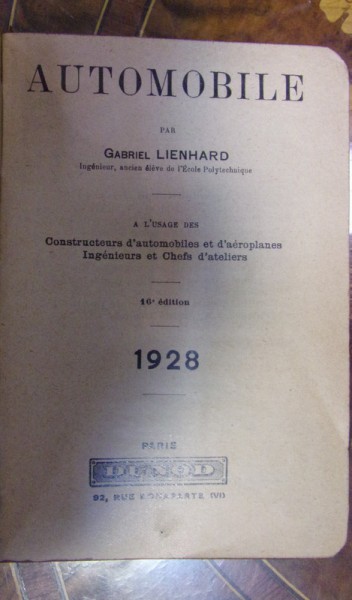 AUTOMOBILE
PAR
GABRIEL LIENHARD
Ingénieur, ancien élève de l'École Polytechnique
A L'USAGE DES
Constructeurs d'automobiles et d'aéroplanes
Ingénieurs et Chefs d'ateliers
16e édition
1928
PARIS
DUNOD
92, RUE BONAPARTE (VI)